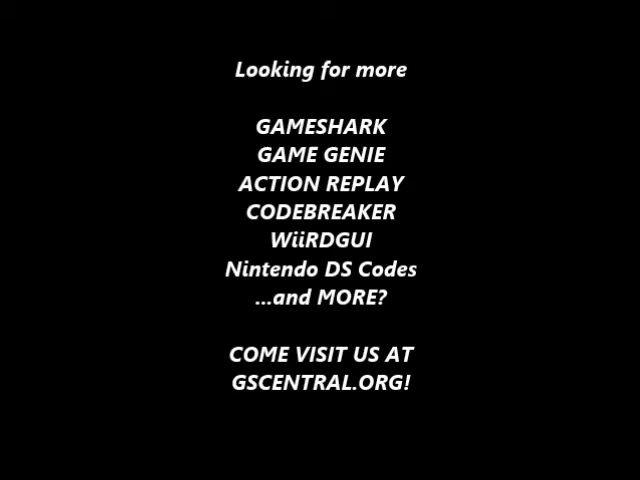 Looking for more
GAMESHARK
GAME GENIE
ACTION REPLAY
CODEBREAKER
WiiRDGUI
Nintendo DS Codes
...and MORE?
COME VISIT US AT
GSCENTRAL.ORG!